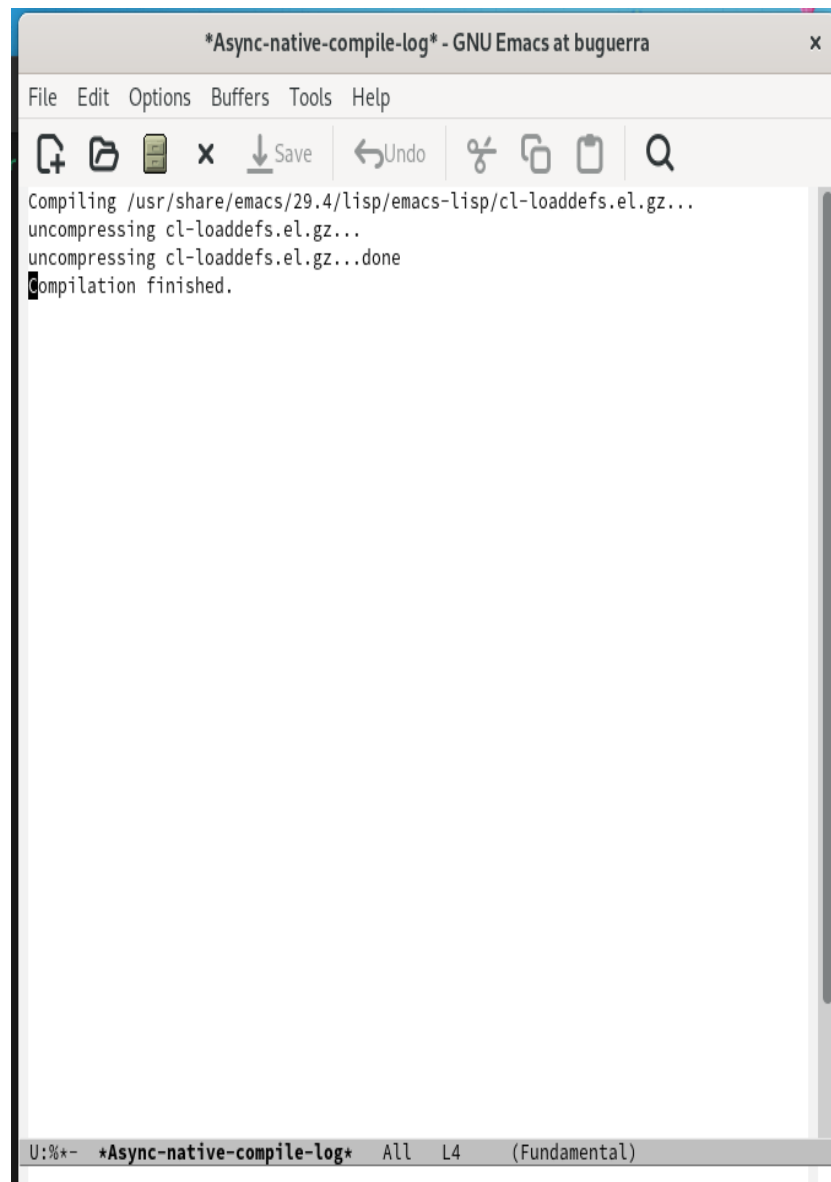 *Async-native-compile-log* - GNU Emacs at buguerra
File Edit Options Buffers Tools Help
Save Undo
Compiling /usr/share/emacs/29.4/lisp/emacs-lisp/cl-loaddefs.el.gz...
uncompressing cl-loaddefs.el.gz...
uncompressing cl-loaddefs.el.gz...done
Compilation finished.
U:%*- *Async-native-compile-log* All L4 (Fundamental)